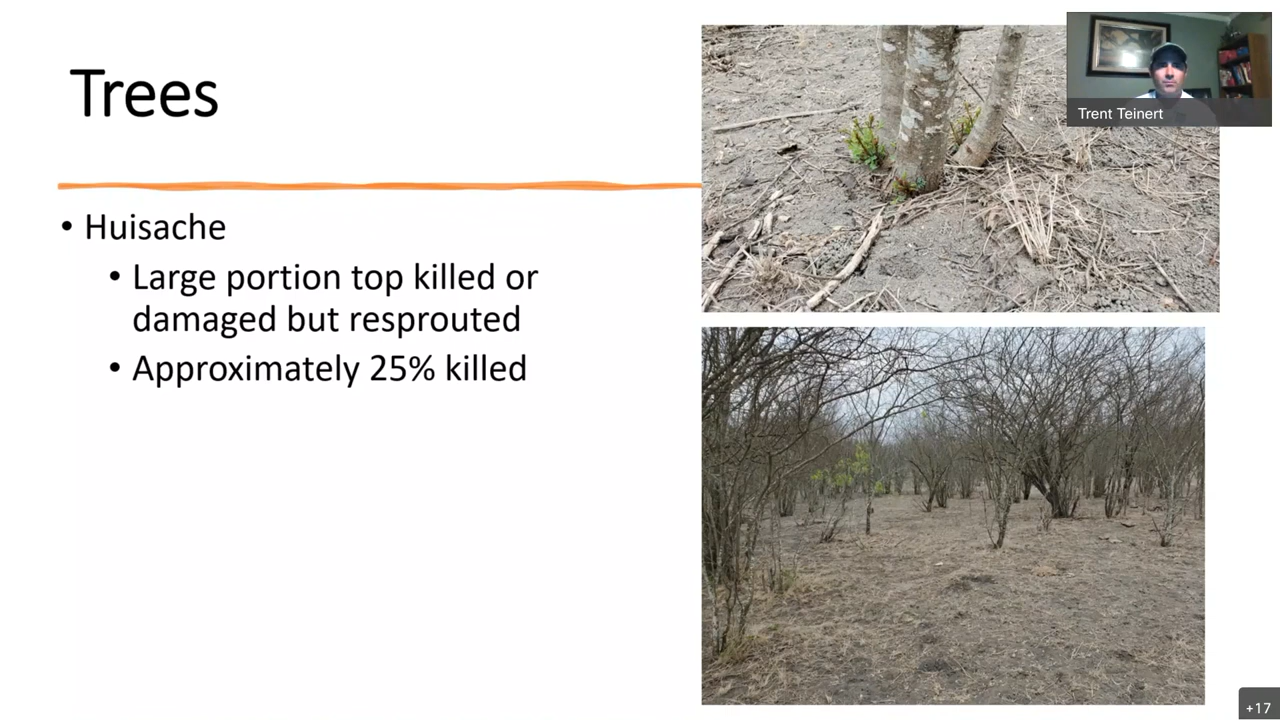 Trees
• Huisache
• Large portion top killed or
damaged but resprouted
• Approximately 25% killed
Trent Teinert
+17